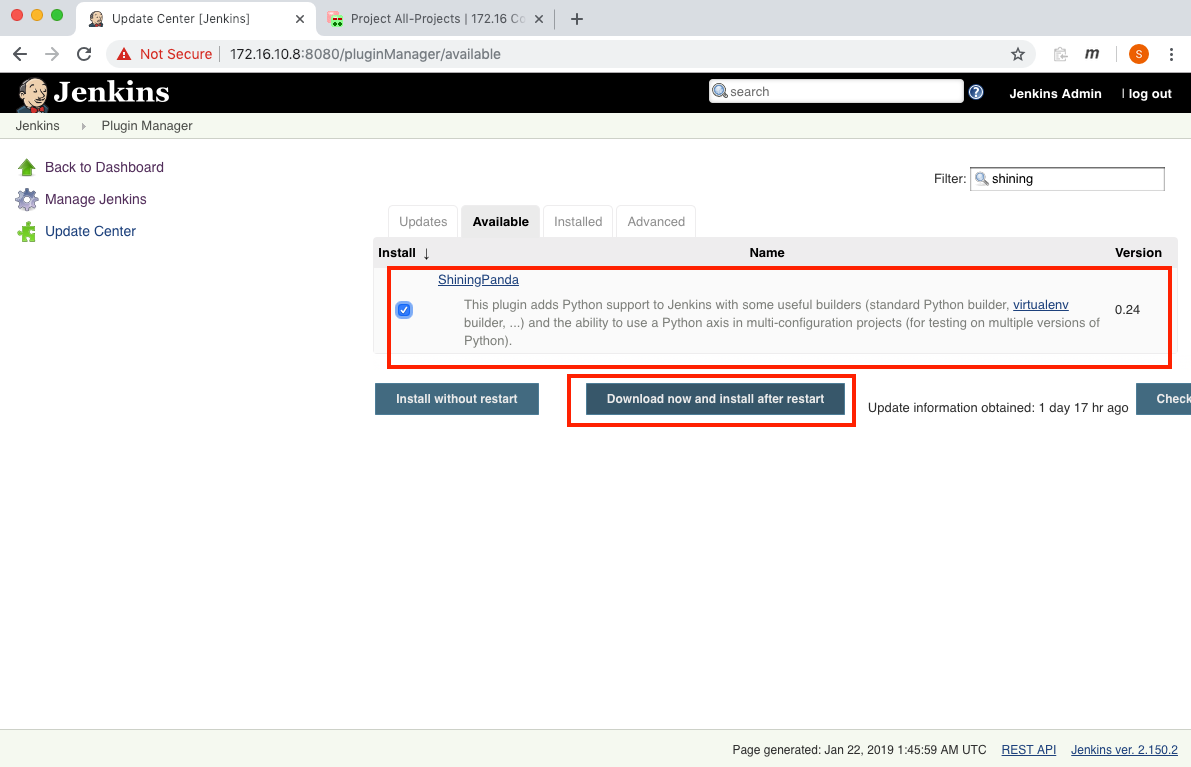 Update Center [Jenkins]
Project All-Projects | 172.16 Co
Not Secure
172.16.10.8:8080/pluginManager/available
m
S
Jenkins
search
?
Jenkins Admin
| log out
Jenkins
Plugin Manager
Back to Dashboard
Manage Jenkins
Update Center
Filter:
shining
Updates
Available
Installed
Advanced
Install ↓
Name
Version
ShiningPanda
This plugin adds Python support to Jenkins with some useful builders (standard Python builder, virtualenv
builder, ...) and the ability to use a Python axis in multi-configuration projects (for testing on multiple versions of
Python).
0.24
Install without restart
Download now and install after restart
Update information obtained: 1 day 17 hr ago
Check
Page generated: Jan 22, 2019 1:45:59 AM UTC
REST API
Jenkins ver. 2.150.2